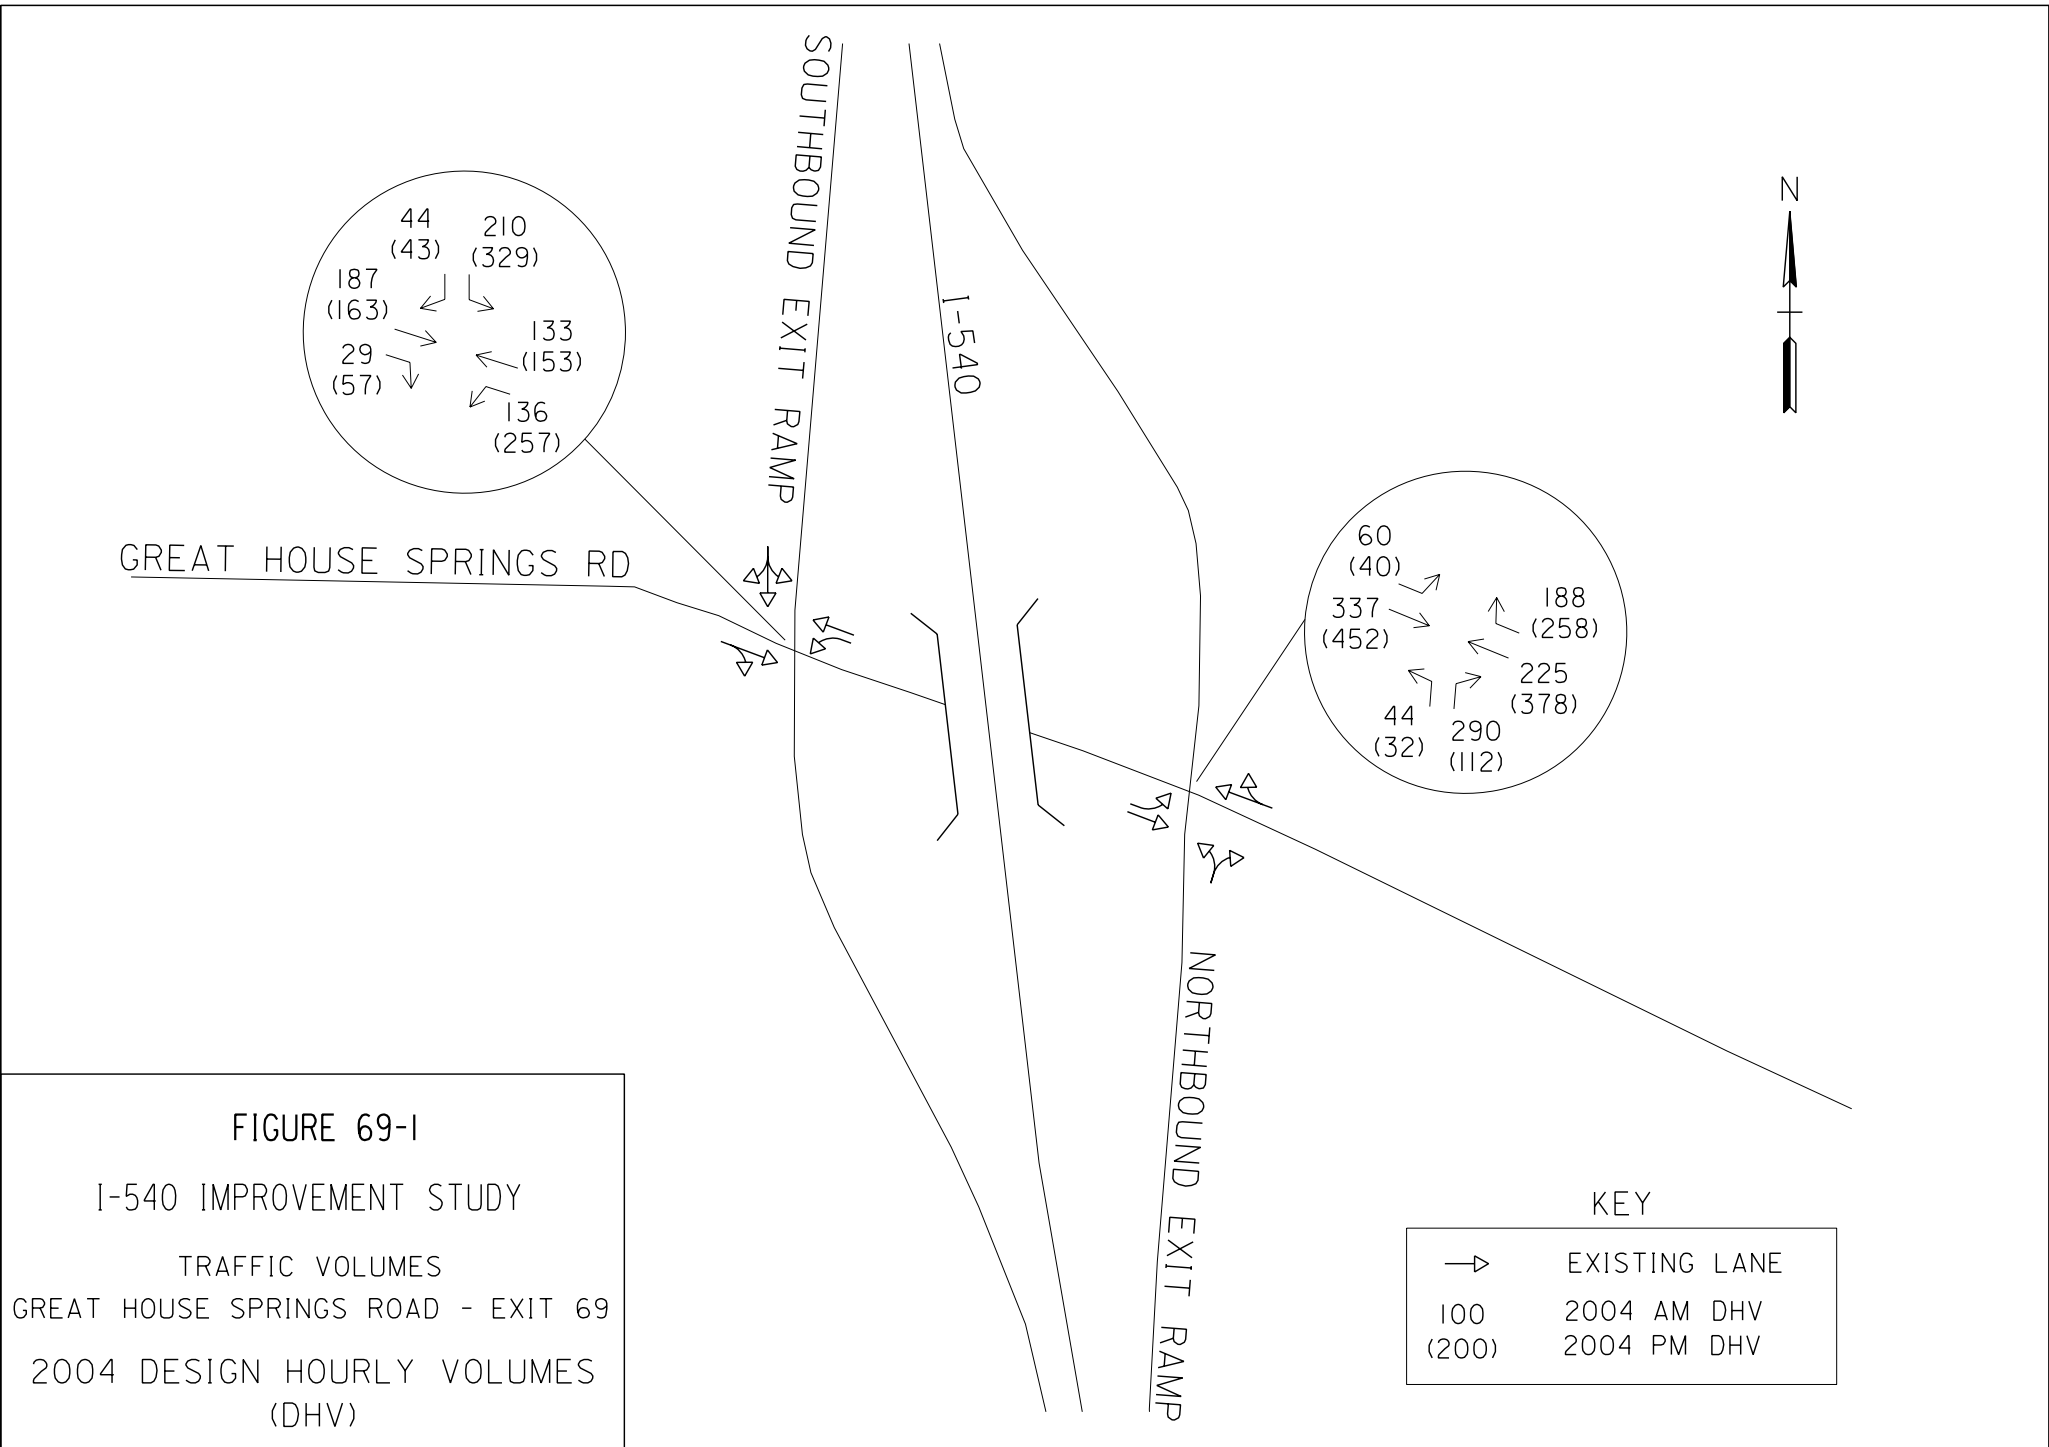 SOUTHBOUND EXIT RAMP
I-540
N
44
(43)
210
(329)
187
(163)
133
(153)
29
(57)
136
(257)
GREAT HOUSE SPRINGS RD
60
(40)
337
(452)
188
(258)
225
(378)
44
(32)
290
(112)
NORTHBOUND EXIT RAMP
FIGURE 69-1
I-540 IMPROVEMENT STUDY
TRAFFIC VOLUMES
GREAT HOUSE SPRINGS ROAD - EXIT 69
2004 DESIGN HOURLY VOLUMES
(DHV)
KEY
EXISTING LANE
100 2004 AM DHV
(200) 2004 PM DHV